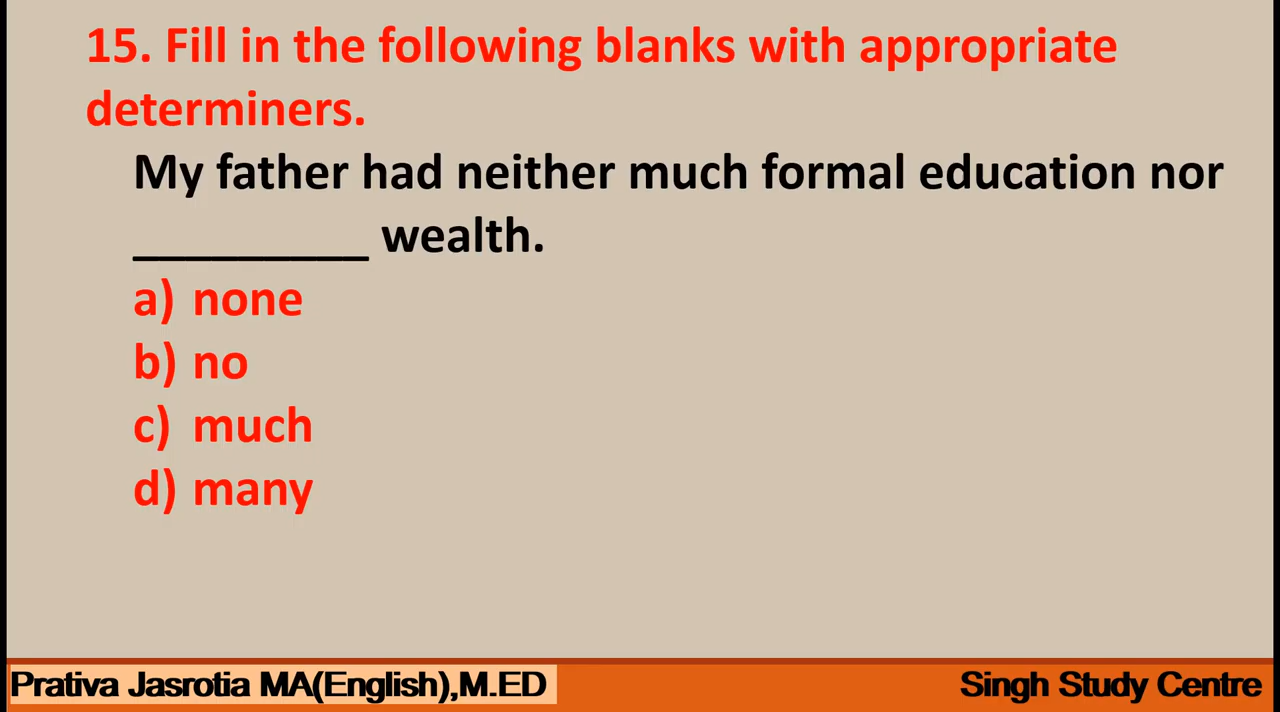 15. Fill in the following blanks with appropriate
determiners.
My father had neither much formal education nor
_________ wealth.
a) none
b) no
c) much
d) many
Prativa Jasrotia MA(English),M.ED
Singh Study Centre